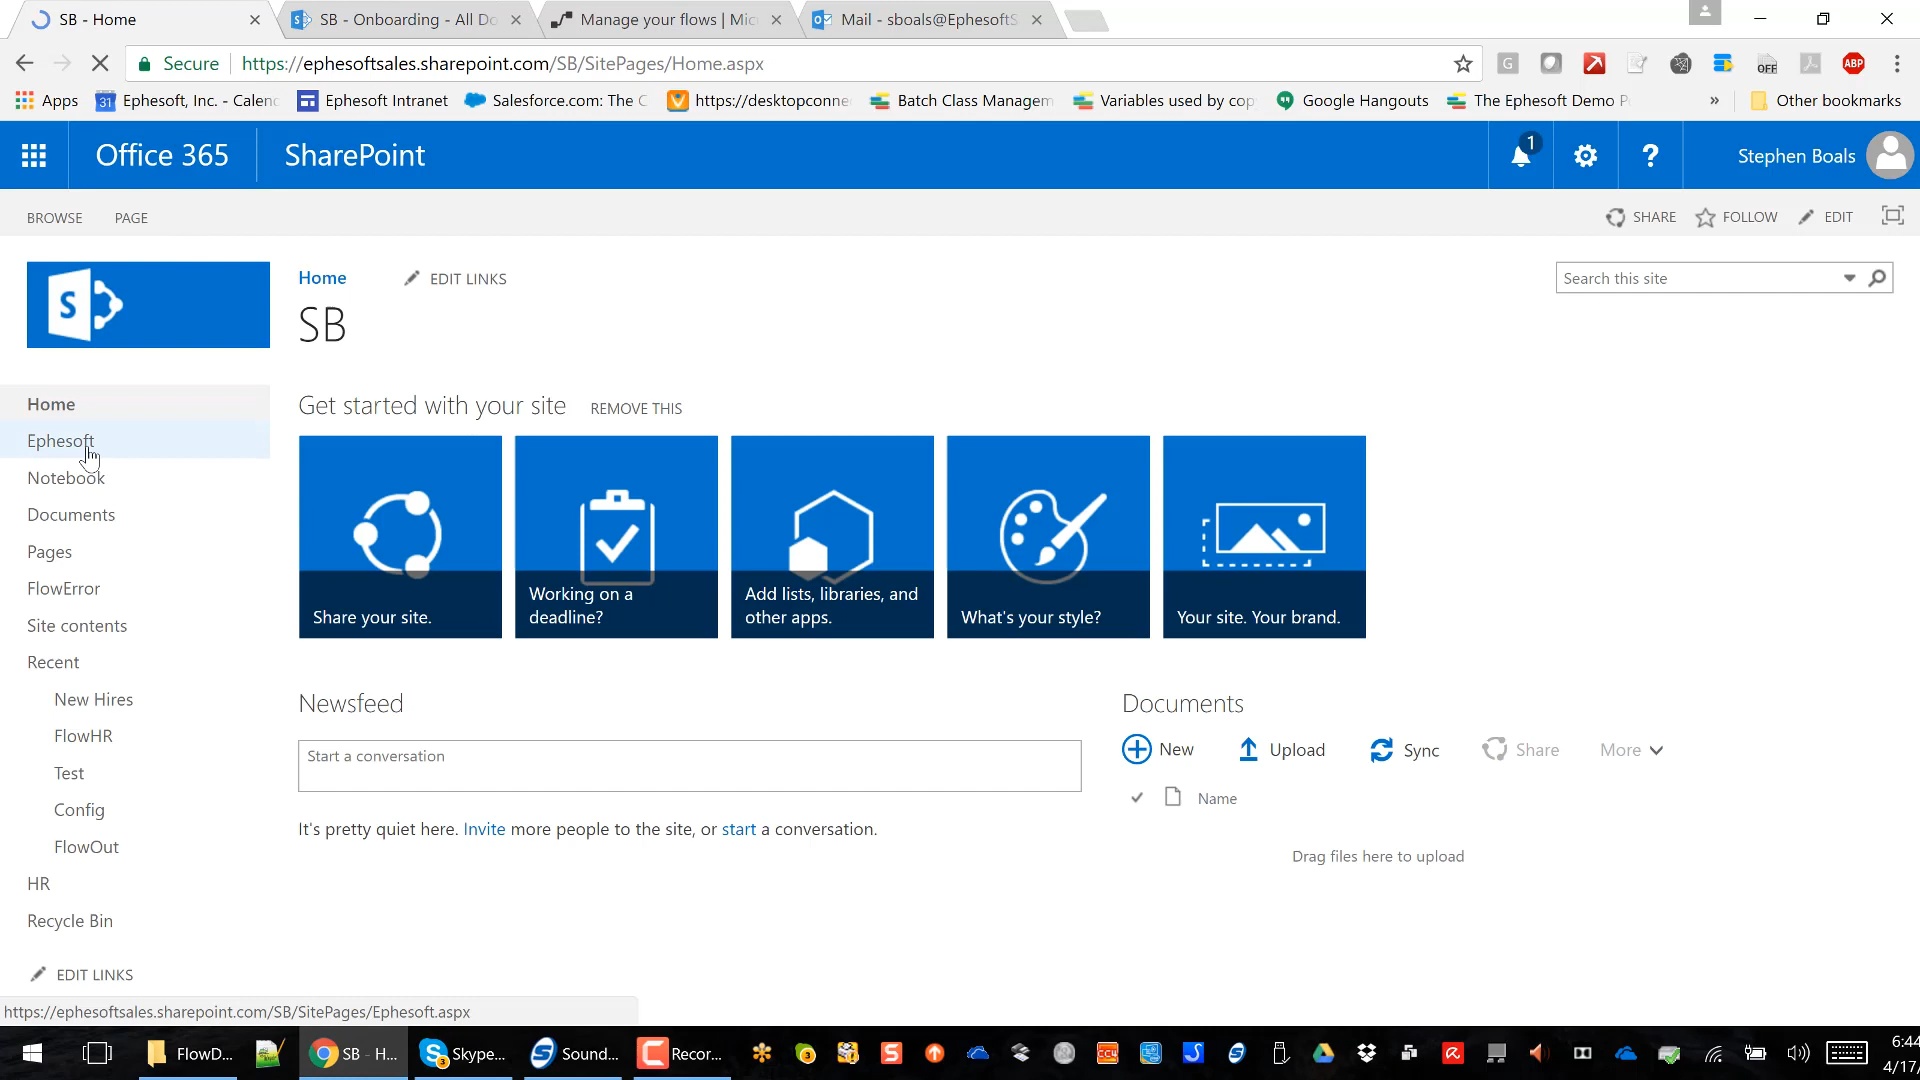 SB - Home
SB - Onboarding - All Do
Manage your flows | Mic
Mail - sboals@EphesoftS
Secure
https://ephesoftsales.sharepoint.com/SB/SitePages/Home.aspx
OFF
ABP
Apps
31
Ephesoft, Inc. - Calenc
Ephesoft Intranet
Salesforce.com: The C
https://desktopconne
Batch Class Managem
Variables used by cop
Google Hangouts
The Ephesoft Demo P
»
Other bookmarks
Office 365
SharePoint
1
?
Stephen Boals
BROWSE
PAGE
SHARE
FOLLOW
EDIT
S
Home
EDIT LINKS
Search this site
SB
Home
Ephesoft
Notebook
Documents
Pages
FlowError
Site contents
Recent
New Hires
FlowHR
Test
Config
FlowOut
HR
Recycle Bin
EDIT LINKS
Get started with your site
REMOVE THIS
Share your site.
Working on a
deadline?
Add lists, libraries, and
other apps.
What's your style?
Your site. Your brand.
Newsfeed
Start a conversation
It's pretty quiet here. Invite more people to the site, or start a conversation.
Documents
New
Upload
Sync
Share
More
Name
Drag files here to upload
https://ephesoftsales.sharepoint.com/SB/SitePages/Ephesoft.aspx
FlowD...
SB - H...
Skype...
Sound...
Recor...
6:44
4/17/